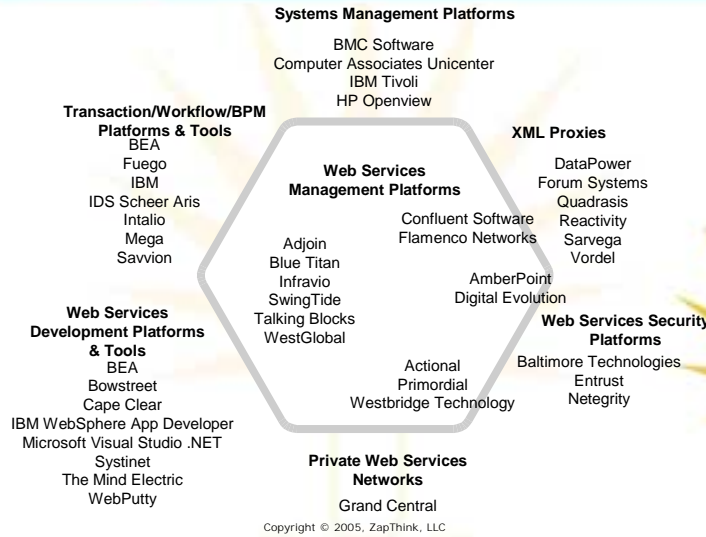 Systems Management Platforms
BMC Software
Computer Associates Unicenter
IBM Tivoli
HP Openview
Transaction/Workflow/BPM
Platforms & Tools
BEA
Fuego
IBM
IDS Scheer Aris
Intalio
Mega
Savvion
XML Proxies
DataPower
Forum Systems
Quadrasis
Reactivity
Sarvega
Vordel
Web Services
Management Platforms
Confluent Software
Flamenco Networks
Adjoin
Blue Titan
Infravio
SwingTide
Talking Blocks
WestGlobal
AmberPoint
Digital Evolution
Actional
Primordial
Westbridge Technology
Web Services
Development Platforms
& Tools
BEA
Bowstreet
Cape Clear
IBM WebSphere App Developer
Microsoft Visual Studio .NET
Systinet
The Mind Electric
WebPutty
Web Services Security
Platforms
Baltimore Technologies
Entrust
Netegrity
Private Web Services
Networks
Grand Central
Copyright © 2005, ZapThink, LLC